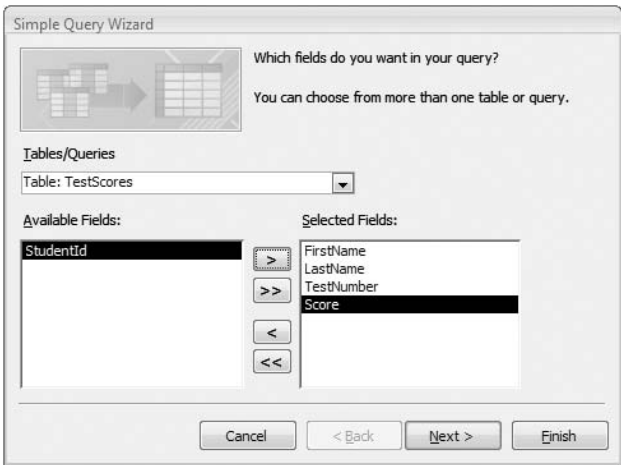 Simple Query Wizard
Which fields do you want in your query?
You can choose from more than one table or query.
Tables/Queries
Table: TestScores
Available Fields:
Selected Fields:
StudentId
>
>>
<
<<
FirstName
LastName
TestNumber
Score
Cancel
< Back
Next >
Finish